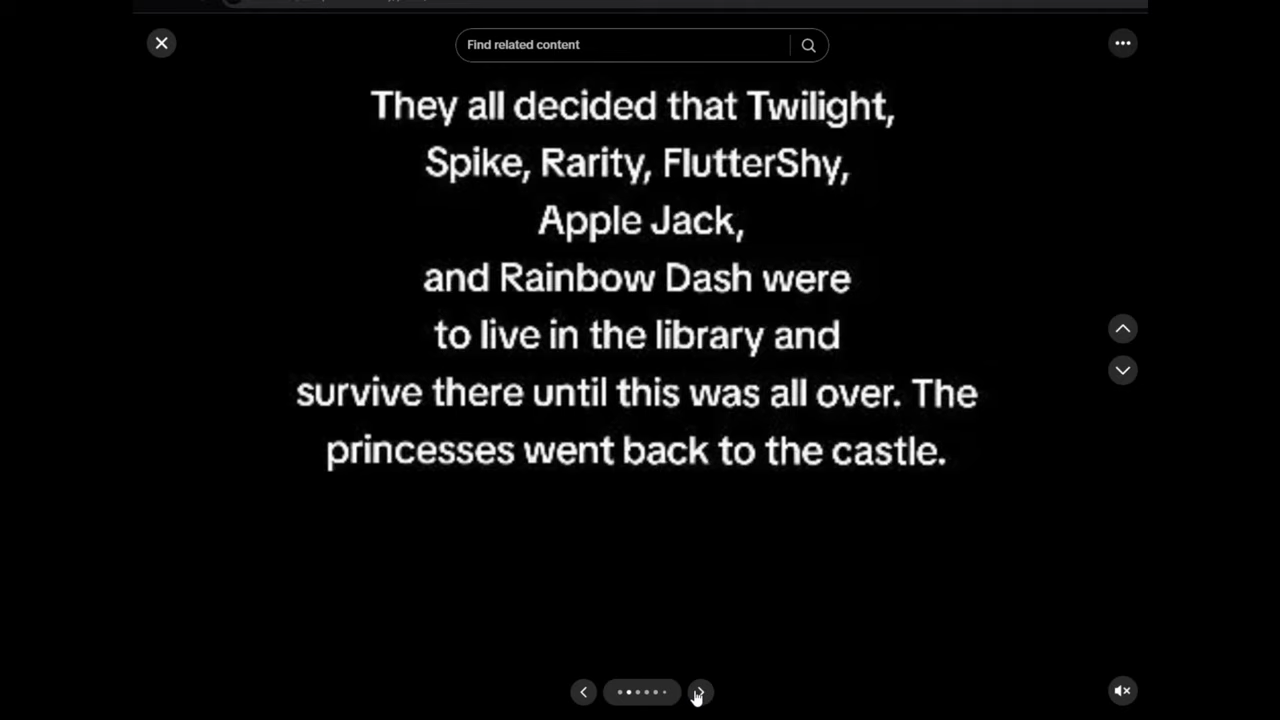 Find related content
They all decided that Twilight,
Spike, Rarity, FlutterShy,
Apple Jack,
and Rainbow Dash were
to live in the library and
survive there until this was all over. The
princesses went back to the castle.